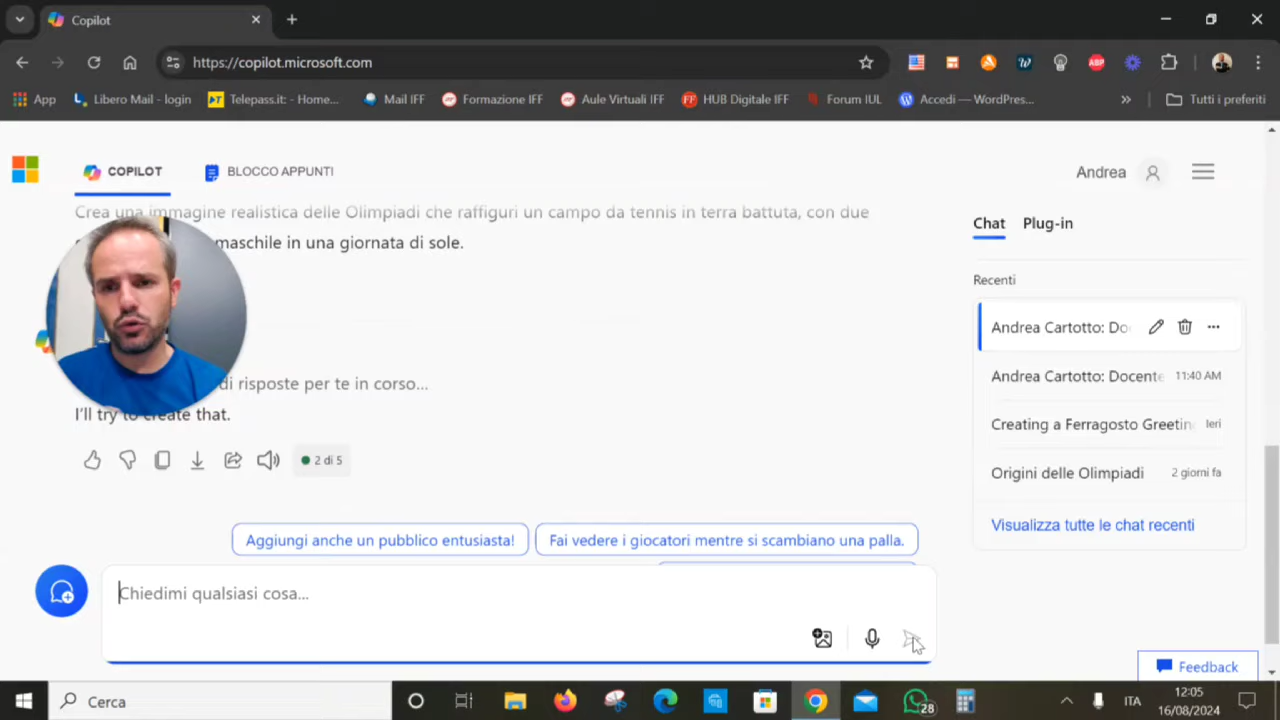 Copilot
https://copilot.microsoft.com
App
Libero Mail - login
Telepass.it: - Home...
Mail IFF
Formazione IFF
Aule Virtuali IFF
HUB Digitale IFF
Forum IUL
Accedi — WordPres...
Tutti i preferiti
COPILOT
BLOCCO APPUNTI
Andrea
Crea una immagine realistica delle Olimpiadi che raffiguri un campo da tennis in terra battuta, con due
maschile in una giornata di sole.
di risposte per te in corso...
I'll try to create that.
2 di 5
Aggiungi anche un pubblico entusiasta!
Fai vedere i giocatori mentre si scambiano una palla.
Chiedimi qualsiasi cosa...
Chat
Plug-in
Recenti
Andrea Cartotto: Do
Andrea Cartotto: Docente 11:40 AM
Creating a Ferragosto Greetin Ieri
Origini delle Olimpiadi 2 giorni fa
Visualizza tutte le chat recenti
Feedback
Cerca
28
ITA
12:05
16/08/2024